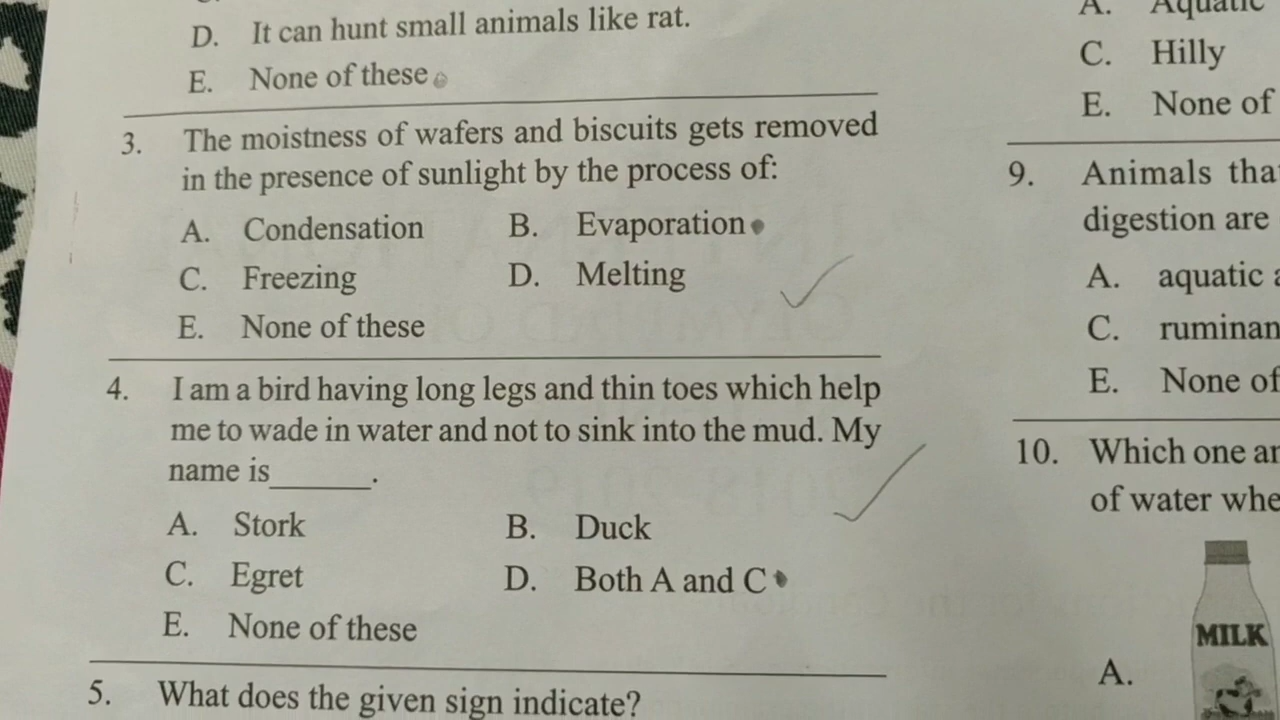 D. It can hunt small animals like rat.
E. None of these
3. The moistness of wafers and biscuits gets removed
in the presence of sunlight by the process of:
A. Condensation B. Evaporation
C. Freezing D. Melting
E. None of these
4. I am a bird having long legs and thin toes which help
me to wade in water and not to sink into the mud. My
name is______.
A. Stork B. Duck
C. Egret D. Both A and C
E. None of these
5. What does the given sign indicate?
A. Aquatic
C. Hilly
E. None of
9. Animals
digestion are
A. aquatic
C.
E. None of
10. Which one
of water
MILK
A.